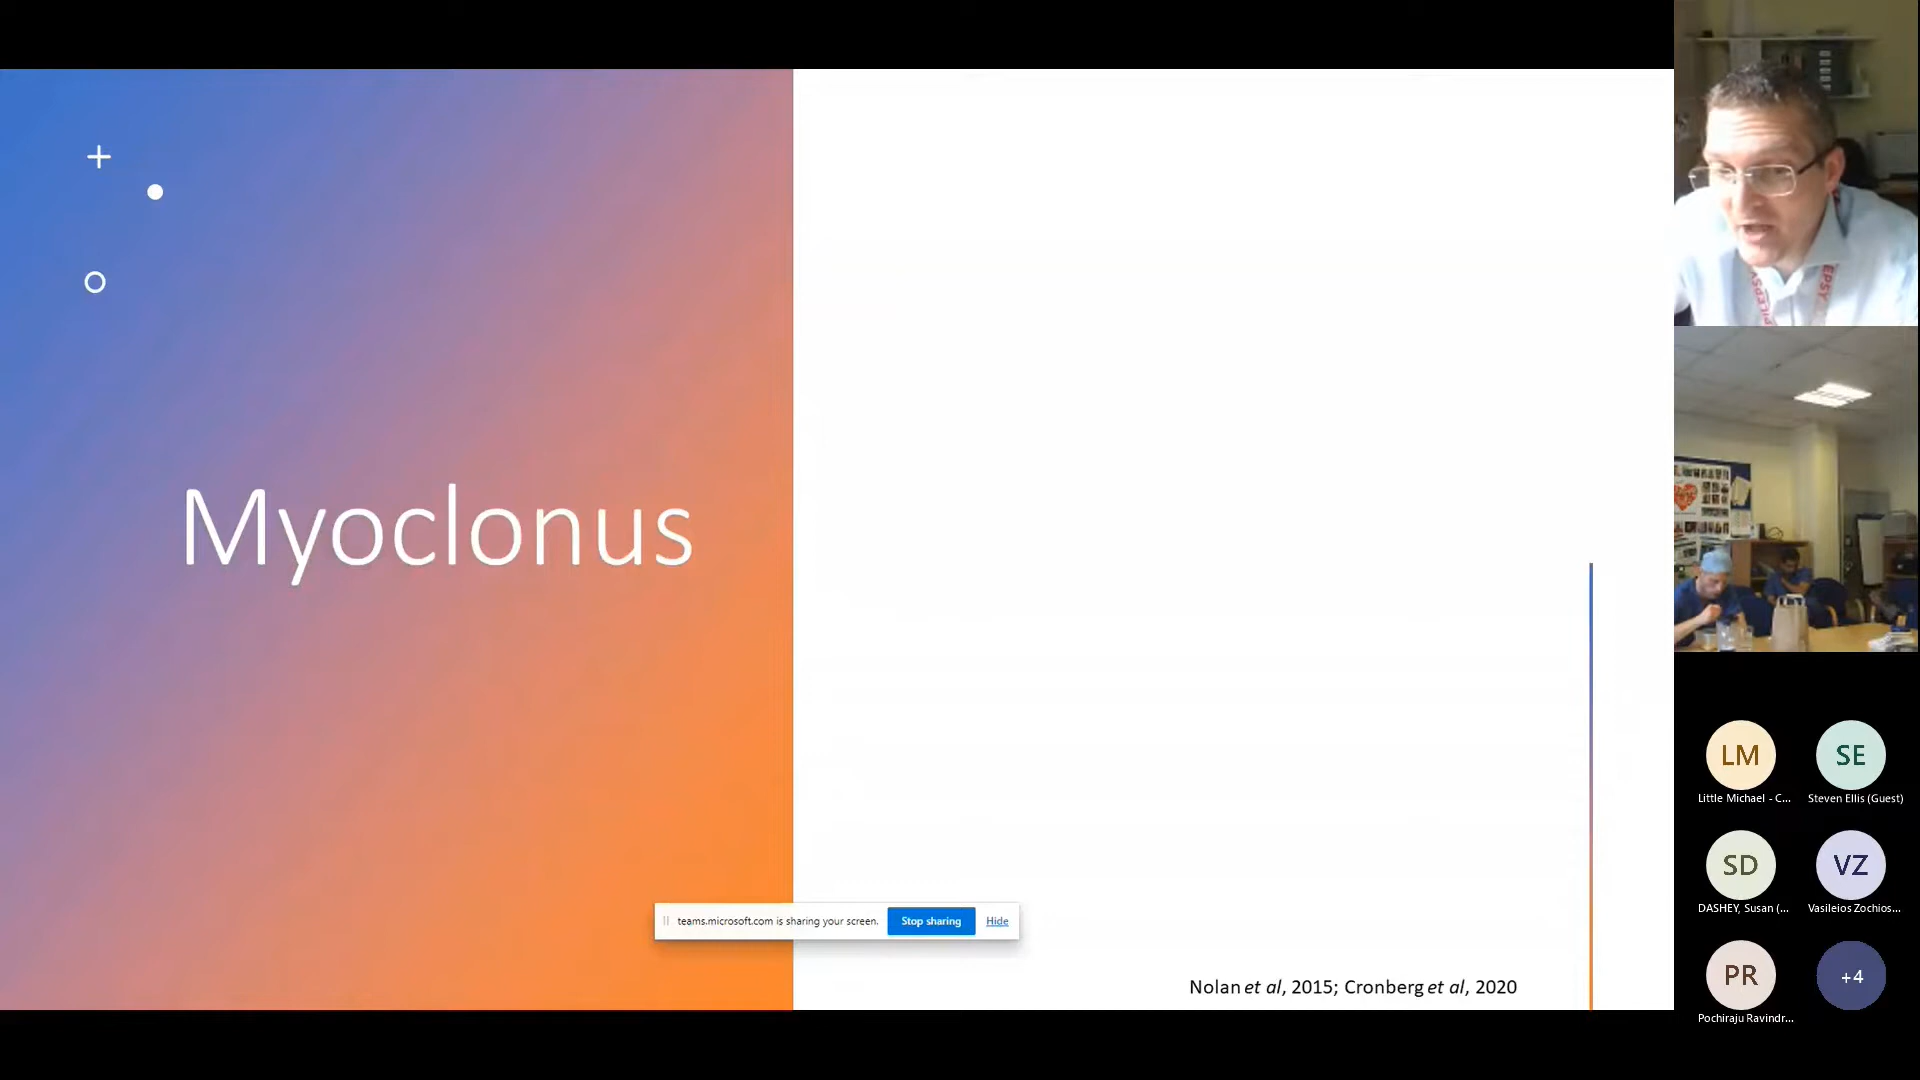 Myoclonus
teams.microsoft.com is sharing your screen.
Stop sharing
Hide
Nolan et al, 2015; Cronberg et al, 2020
EPSY
LM
SE
Little Michael - C...
Steven Ellis (Guest)
SD
VZ
DASHEY, Susan (...
Vasileios Zochios...
PR
+4
Pochiraju Ravindr...